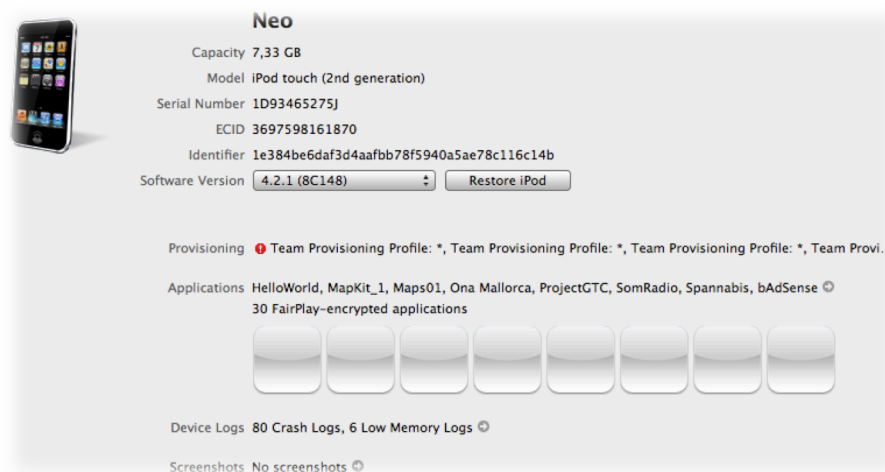 Neo
Capacity 7,33 GB
Model iPod touch (2nd generation)
Serial Number 1D93465275J
ECID 3697598161870
Identifier 1e384be6daf3d4aafbb78f5940a5ae78c116c14b
Software Version 4.2.1 (8C148) Restore iPod
Provisioning Team Provisioning Profile: *, Team Provisioning Profile: *, Team Provisioning Profile: *, Team Provi...
Applications HelloWorld, MapKit_1, Maps01, Ona Mallorca, ProjectGTC, SomRadio, Spannabis, bAdSense
30 FairPlay-encrypted applications
Device Logs 80 Crash Logs, 6 Low Memory Logs
Screenshots No screenshots